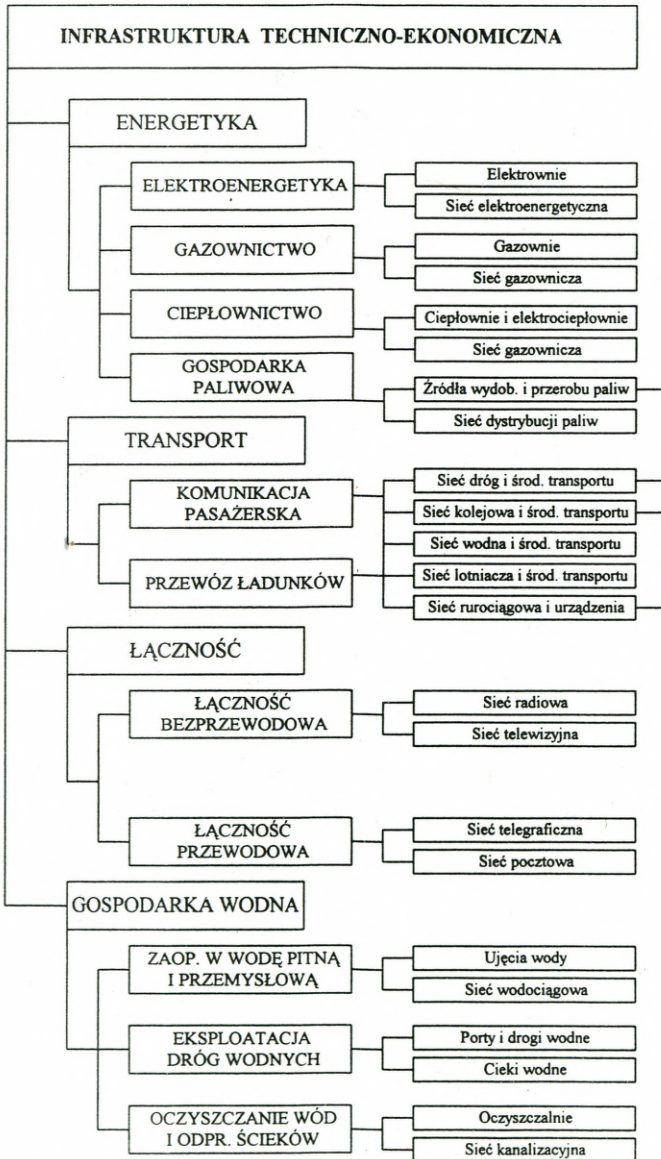 INFRASTRUKTURA TECHNICZNO-EKONOMICZNA
ENERGETYKA
ELEKTROENERGETYKA
Elektrownie
Sieć elektroenergetyczna
GAZOWNICTWO
Gazownie
Sieć gazownicza
CIEPŁOWNICTWO
Ciepłownie i elektrociepłownie
Sieć gazownicza
GOSPODARKA
PALIWOWA
Źródła wydob. i przerobu paliw
Sieć dystrybucji paliw
TRANSPORT
KOMUNIKACJA
PASAŻERSKA
Sieć dróg i środ. transportu
Sieć kolejowa i środ. transportu
Sieć wodna i środ. transportu
PRZEWÓZ ŁADUNKÓW
Sieć lotniacza i środ. transportu
Sieć rurociągowa i urządzenia
ŁĄCZNOŚĆ
ŁĄCZNOŚĆ
BEZPRZEWODOWA
Sieć radiowa
Sieć telewizyjna
ŁĄCZNOŚĆ
PRZEWODOWA
Sieć telegraficzna
Sieć pocztowa
GOSPODARKA WODNA
ZAOP. W WODĘ PITNĄ
I PRZEMYSŁOWĄ
Ujęcia wody
Sieć wodociągowa
EKSPLOATACJA
DRÓG WODNYCH
Porty i drogi wodne
Cieki wodne
OCZYSZCZANIE WÓD
I ODPR. ŚCIEKÓW
Oczyszczalnie
Sieć kanalizacyjna